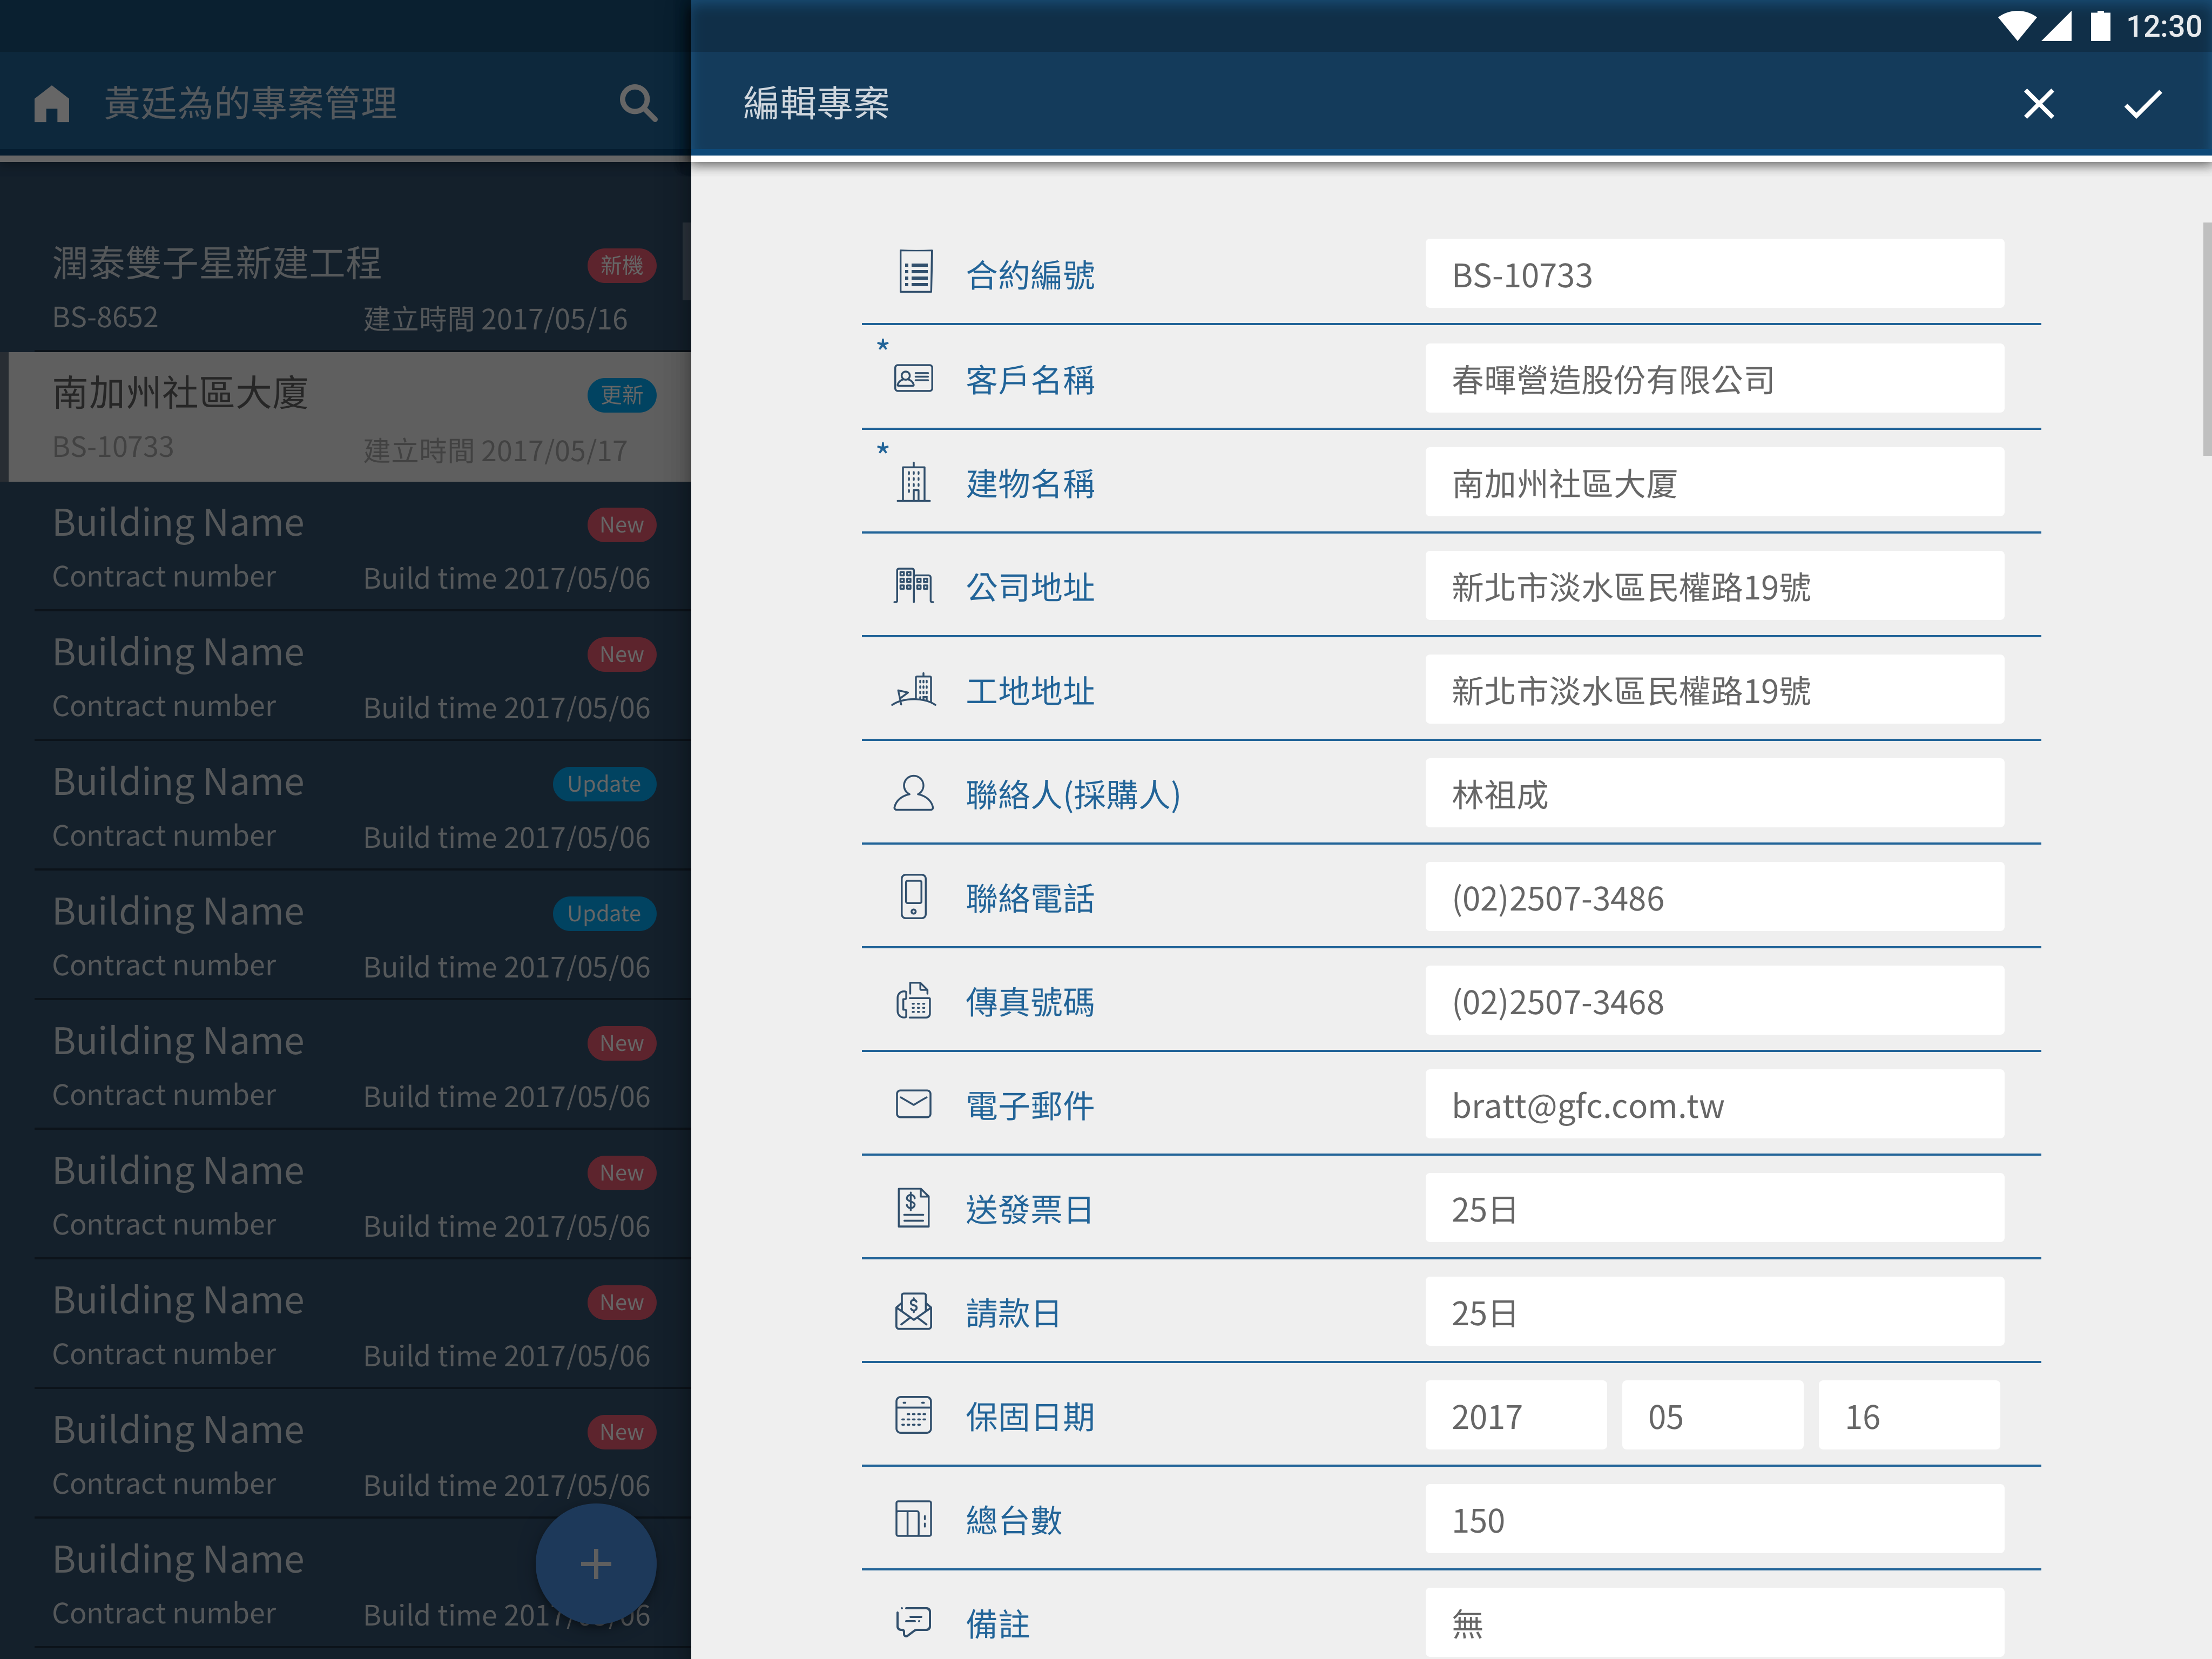 12:30
黃廷為的專案管理
潤泰雙子星新建工程
新機
BS-8652
建立時間 2017/05/16
南加州社區大廈
更新
BS-10733
建立時間 2017/05/17
Building Name
New
Contract number
Build time 2017/05/06
Building Name
New
Contract number
Build time 2017/05/06
Building Name
Update
Contract number
Build time 2017/05/06
Building Name
Update
Contract number
Build time 2017/05/06
Building Name
New
Contract number
Build time 2017/05/06
Building Name
New
Contract number
Build time 2017/05/06
Building Name
New
Contract number
Build time 2017/05/06
Building Name
New
Contract number
Build time 2017/05/06
Building Name
Contract number
Build time 2017/05/06
編輯專案
合約編號
BS-10733
* 客戶名稱
春暉營造股份有限公司
* 建物名稱
南加州社區大廈
公司地址
新北市淡水區民權路19號
工地地址
新北市淡水區民權路19號
聯絡人(採購人)
林祖成
聯絡電話
(02)2507-3486
傳真號碼
(02)2507-3468
電子郵件
bratt@gfc.com.tw
送發票日
25日
請款日
25日
保固日期
2017 05 16
總台數
150
備註
無